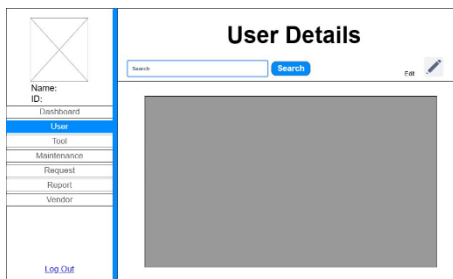 User Details
Search
Search
Edit
Name:
ID:
Dashboard
User
Tool
Maintenance
Request
Report
Vendor
Log Out